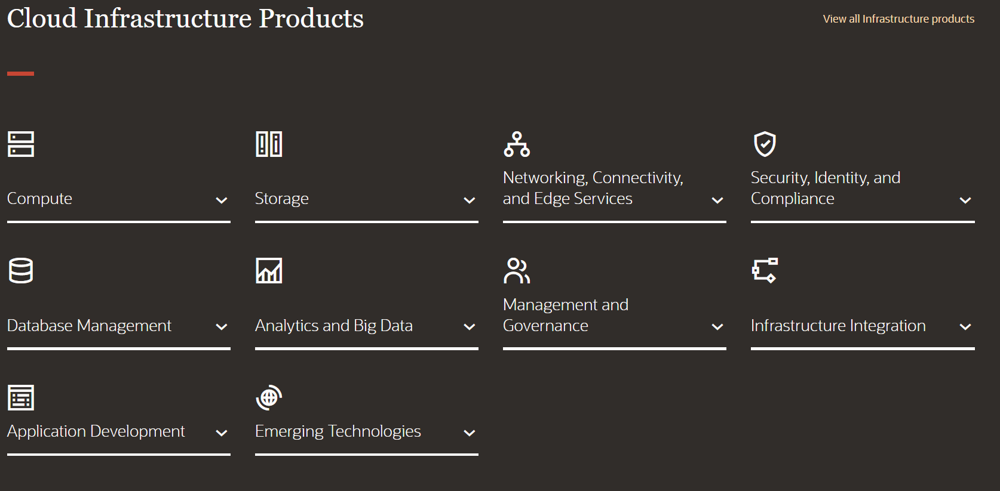 Cloud Infrastructure Products
View all Infrastructure products
Compute
Storage
Networking, Connectivity,
and Edge Services
Security, Identity, and
Compliance
Database Management
Analytics and Big Data
Management and
Governance
Infrastructure Integration
Application Development
Emerging Technologies